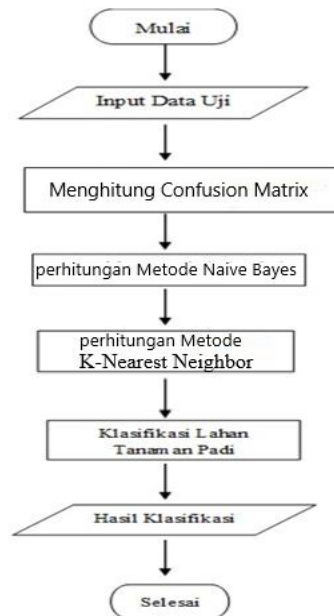 Mulai
Input Data Uji
Menghitung Confusion Matrix
perhitungan Metode Naive Bayes
perhitungan Metode
K-Nearest Neighbor
Klasifikasi Lahan
Tanaman Padi
Hasil Klasifikasi
Selesai